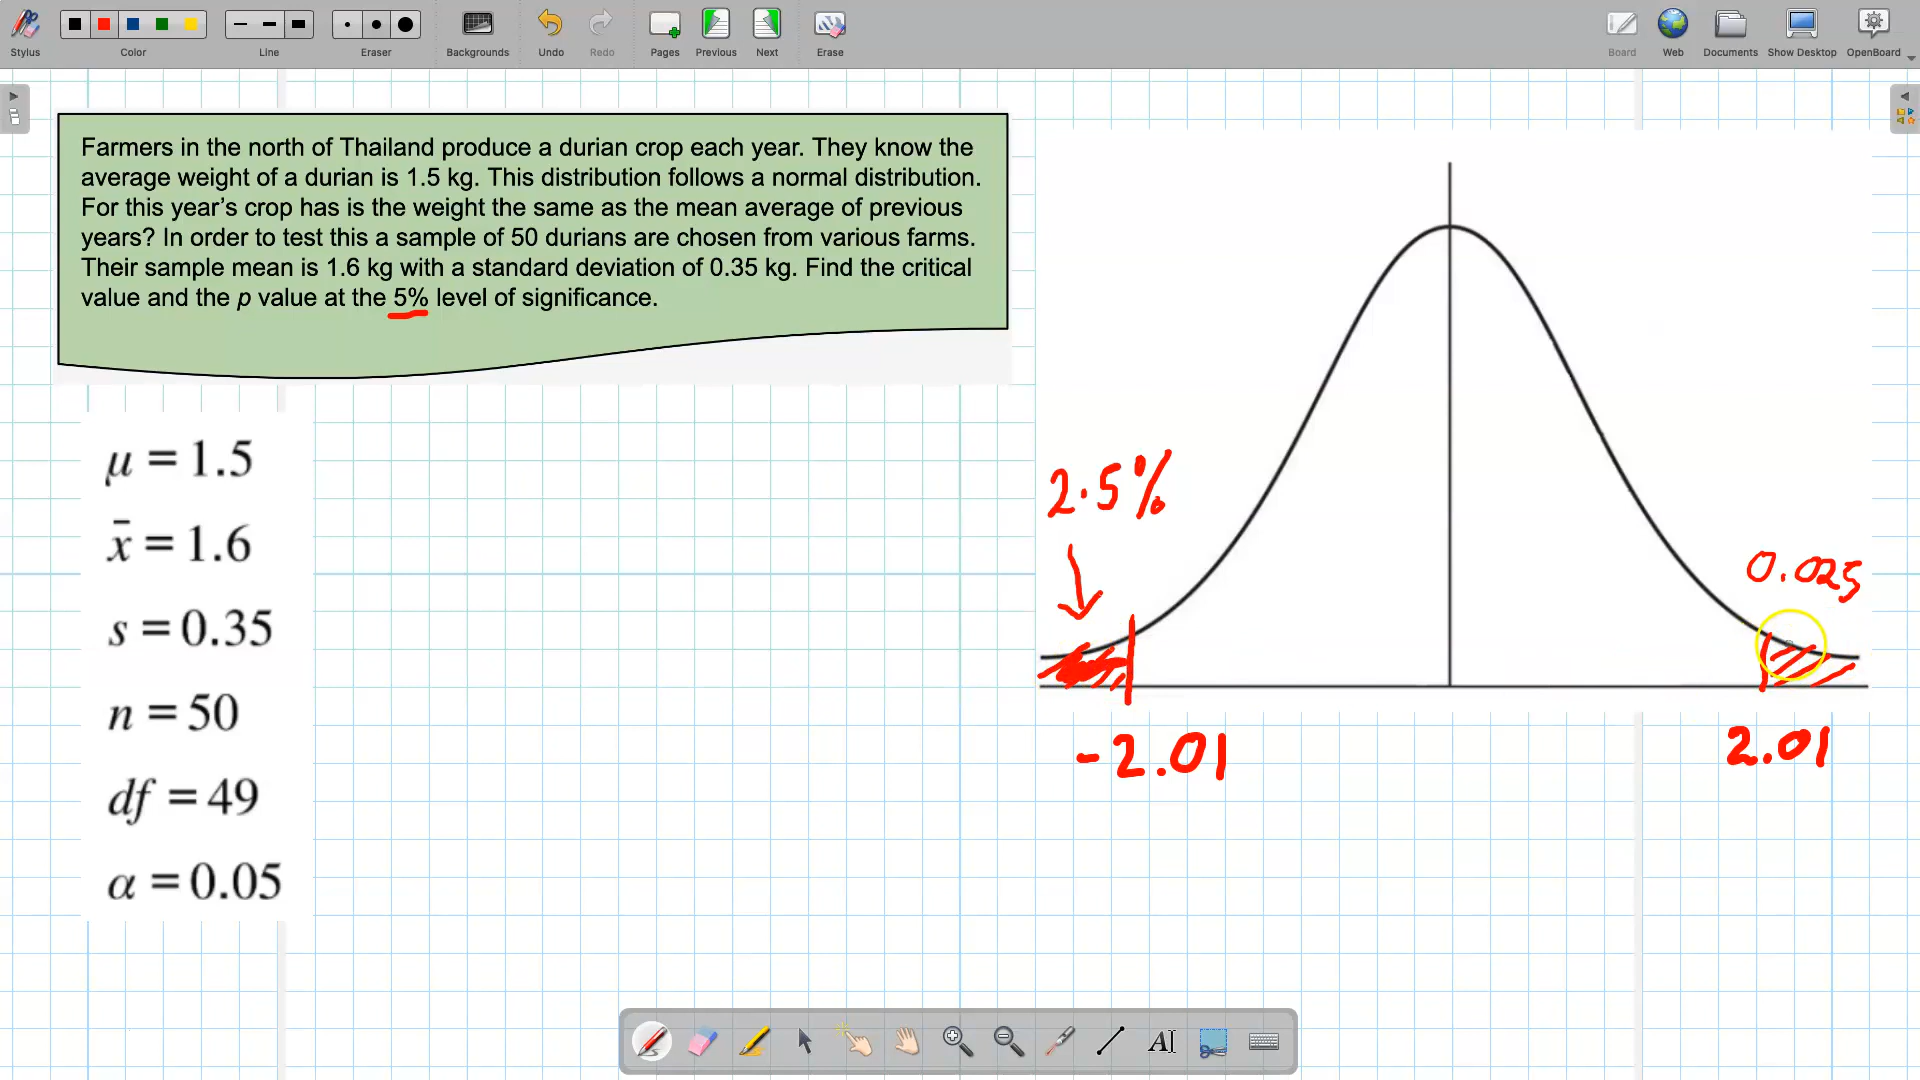 Stylus
Color
Line
Eraser
Backgrounds
Undo
Redo
Pages
Previous
Next
Erase
Board
Web
Documents
Show Desktop
OpenBoard
Farmers in the north of Thailand produce a durian crop each year. They know the
average weight of a durian is 1.5 kg. This distribution follows a normal distribution.
For this year’s crop has is the weight the same as the mean average of previous
years? In order to test this a sample of 50 durians are chosen from various farms.
Their sample mean is 1.6 kg with a standard deviation of 0.35 kg. Find the critical
value and the p value at the 5% level of significance.
μ = 1.5
x̄ = 1.6
s = 0.35
n = 50
df = 49
α = 0.05
2.5%
0.025
-2.01
2.01
AI